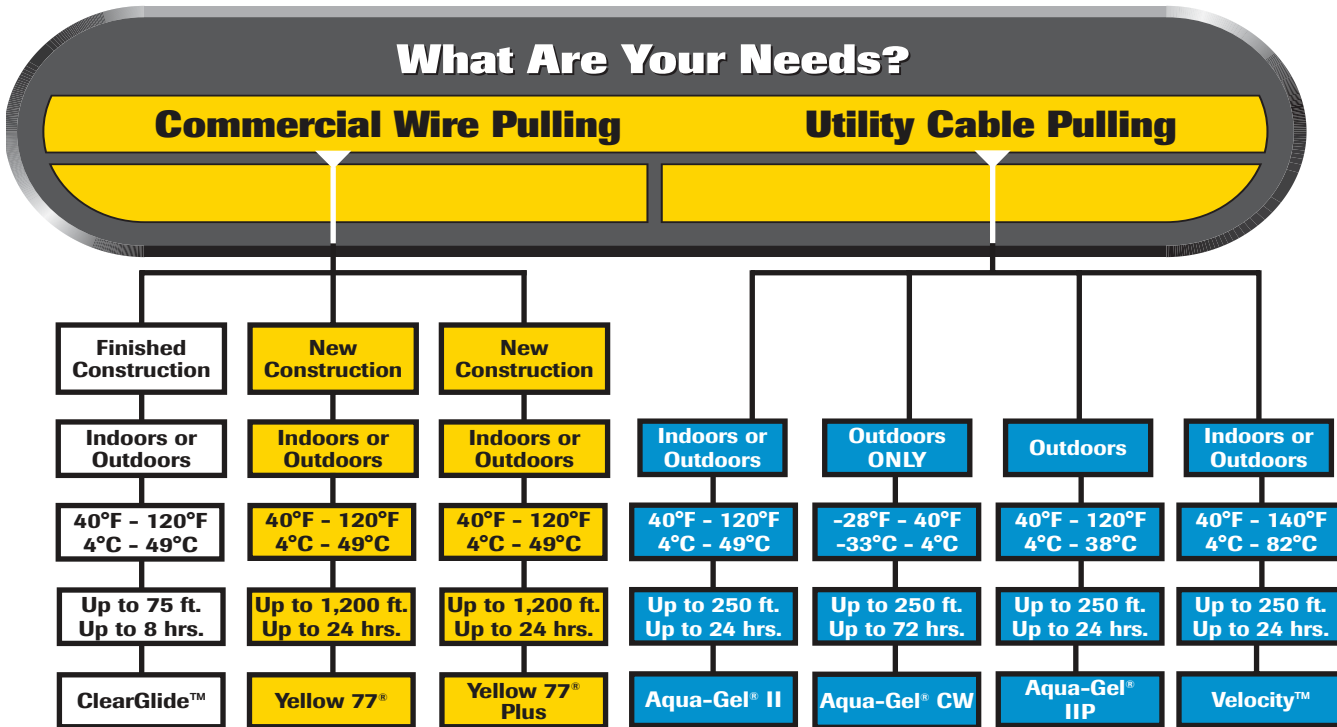 What Are Your Needs?
Commercial Wire Pulling
Utility Cable Pulling
Finished
Construction
Indoors or
Outdoors
40°F - 120°F
4°C - 49°C
Up to 75 ft.
Up to 8 hrs.
ClearGlide™
New
Construction
Indoors or
Outdoors
40°F - 120°F
4°C - 49°C
Up to 1,200 ft.
Up to 24 hrs.
Yellow 77®
New
Construction
Indoors or
Outdoors
40°F - 120°F
4°C - 49°C
Up to 1,200 ft.
Up to 24 hrs.
Yellow 77®
Plus
Indoors or
Outdoors
40°F - 120°F
4°C - 49°C
Up to 250 ft.
Up to 24 hrs.
Aqua-Gel® II
Outdoors
ONLY
-28°F - 40°F
-33°C - 4°C
Up to 250 ft.
Up to 72 hrs.
Aqua-Gel® CW
Outdoors
40°F - 120°F
4°C - 38°C
Up to 250 ft.
Up to 24 hrs.
Aqua-Gel®
IIP
Indoors or
Outdoors
40°F - 140°F
4°C - 82°C
Up to 250 ft.
Up to 24 hrs.
Velocity™